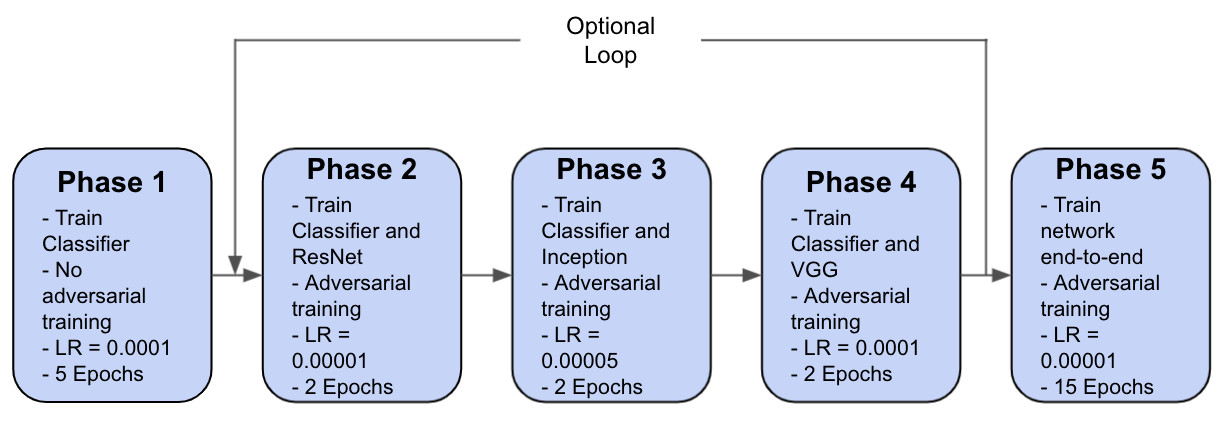 Optional
Loop
Phase 1
- Train
Classifier
- No
adversarial
training
- LR = 0.0001
- 5 Epochs
Phase 2
- Train
Classifier and
ResNet
- Adversarial
training
- LR =
0.00001
- 2 Epochs
Phase 3
- Train
Classifier and
Inception
- Adversarial
training
- LR =
0.00005
- 2 Epochs
Phase 4
- Train
Classifier and
VGG
- Adversarial
training
- LR = 0.0001
- 2 Epochs
Phase 5
- Train
network
end-to-end
- Adversarial
training
- LR =
0.00001
- 15 Epochs